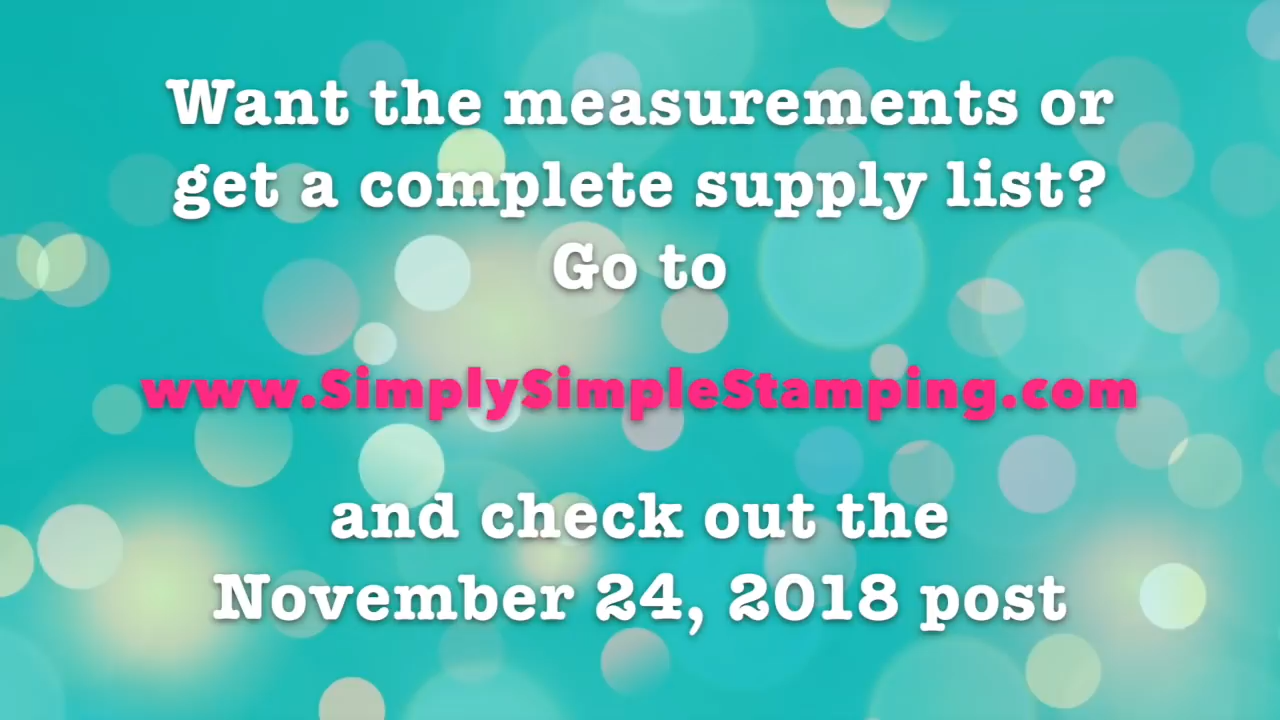 Want the measurements or
get a complete supply list?
Go to
www.SimplySimpleStamping.com
and check out the
November 24, 2018 post